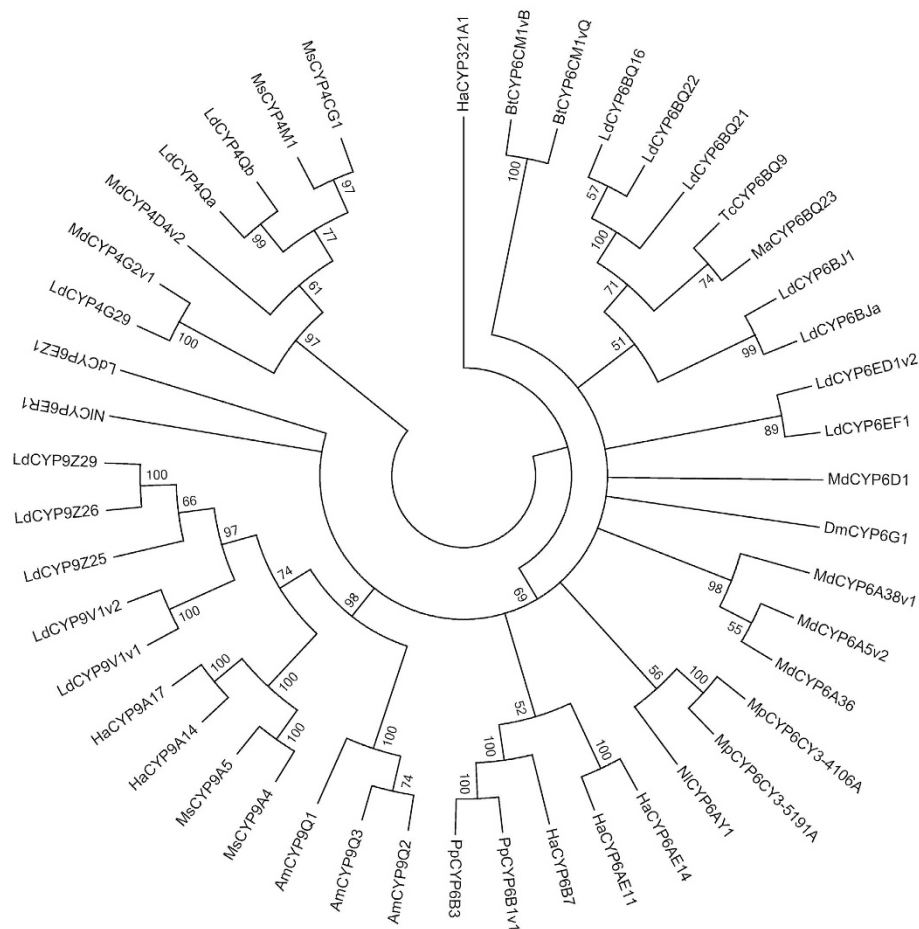 HaCYP321A1
BtCYP6CM1vB
BtCYP6CM1vQ
100
LdCYP6BQ16
LdCYP6BQ22
57
LdCYP6BQ21
100
TcCYP6BQ9
MaCYP6BQ23
74
71
LdCYP6BJ1
LdCYP6BJa
99
51
LdCYP6ED1v2
LdCYP6EF1
89
MdCYP6D1
DmCYP6G1
MdCYP6A38v1
98
MdCYP6A5v2
MdCYP6A36
55
MpCYP6CY3-4106A
MpCYP6CY3-5191A
100
56
NlCYP6AY1
HaCYP6AE14
HaCYP6AE11
100
52
HaCYP6B7
100
PpCYP6B1v1
PpCYP6B3
100
69
AmCYP9Q2
AmCYP9Q3
74
AmCYP9Q1
100
98
74
MsCYP9A4
MsCYP9A5
100
HaCYP9A14
HaCYP9A17
100
100
97
LdCYP9V1v1
LdCYP9V1v2
100
66
LdCYP9Z25
LdCYP9Z26
LdCYP9Z29
100
NlCYP6ER1
LdCYP6EZ1
LdCYP4G29
MdCYP4G2v1
100
97
MdCYP4D4v2
61
LdCYP4Qa
LdCYP4Qb
99
77
MsCYP4M1
MsCYP4CG1
97